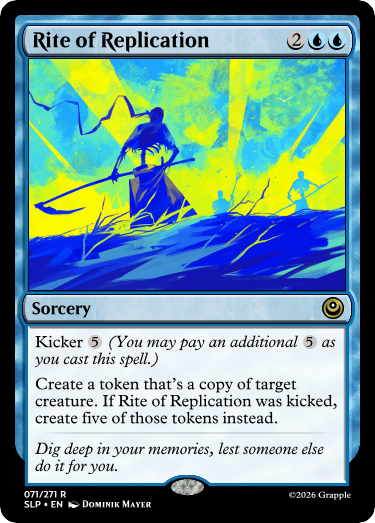 Rite of Replication 2
Sorcery
Kicker 5 (You may pay an additional 5 as
you cast this spell.)
Create a token that's a copy of target
creature. If Rite of Replication was kicked,
create five of those tokens instead.
Dig deep in your memories, lest someone else
do it for you.
071/271 R
SLP • EN Dominik Mayer
©2026 Grapple